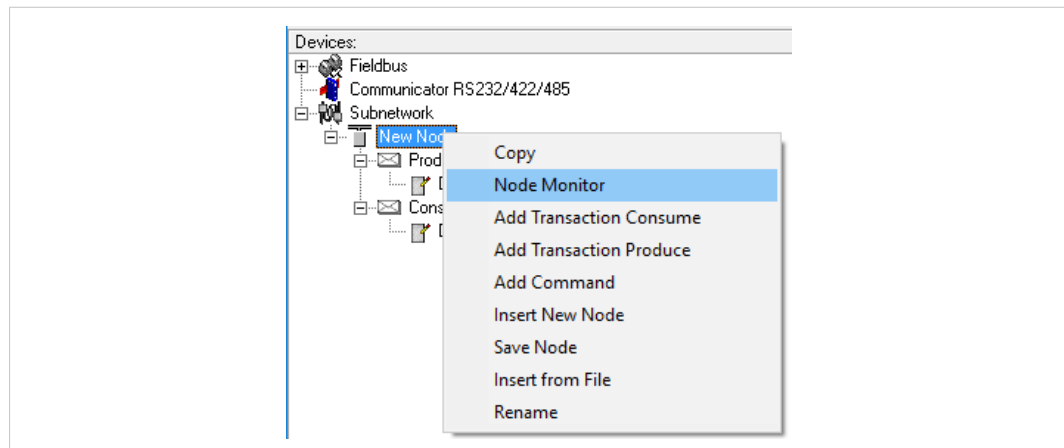 Devices:
Fieldbus
Communicator RS232/422/485
Subnetwork
New Nod
Prod
Cons
Copy
Node Monitor
Add Transaction Consume
Add Transaction Produce
Add Command
Insert New Node
Save Node
Insert from File
Rename